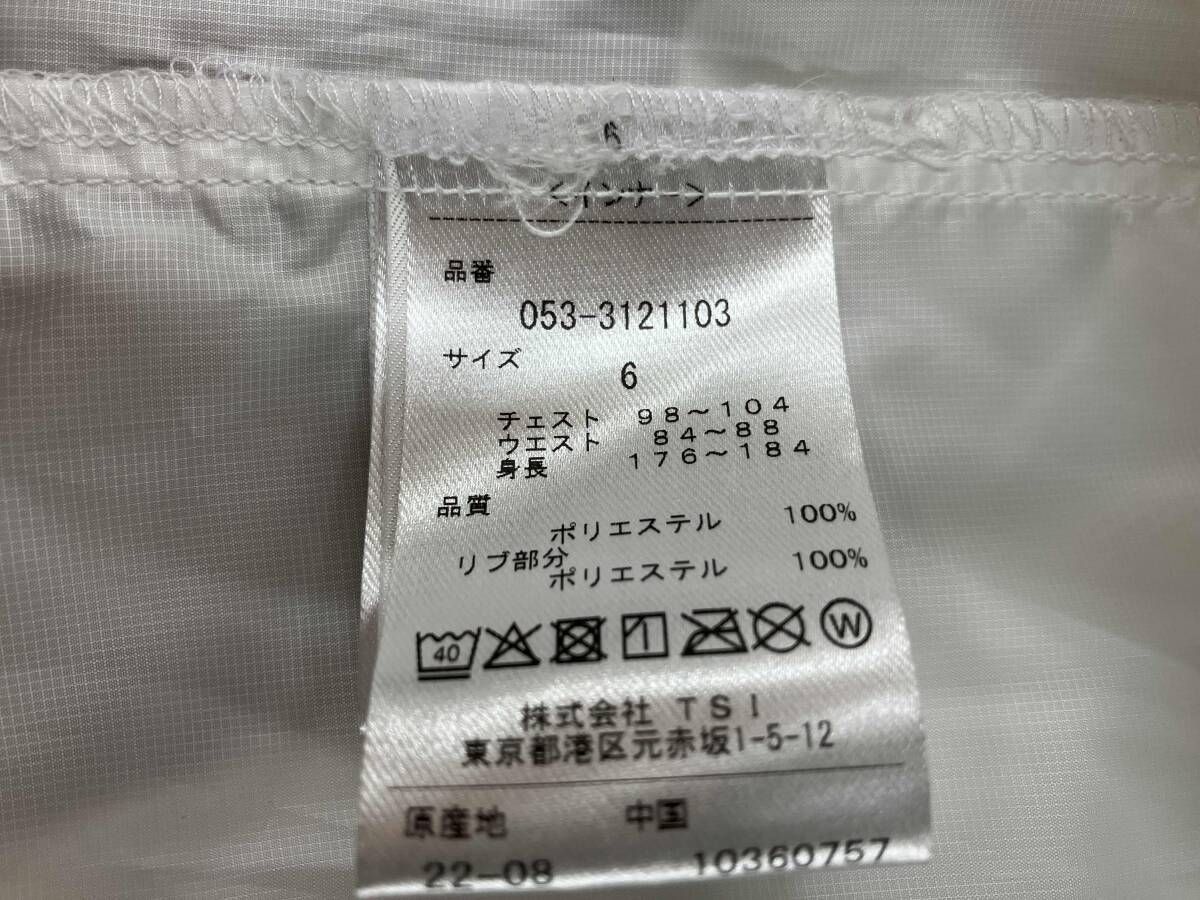 <インナー>
品番
053-3121103
サイズ
6
チェスト 98~104
ウエスト 84~88
身長 176~184
品質
ポリエステル 100%
リブ部分
ポリエステル 100%
40
W
株式会社 TSI
東京都港区元赤坂1-5-12
原産地 中国
22-08 10360757